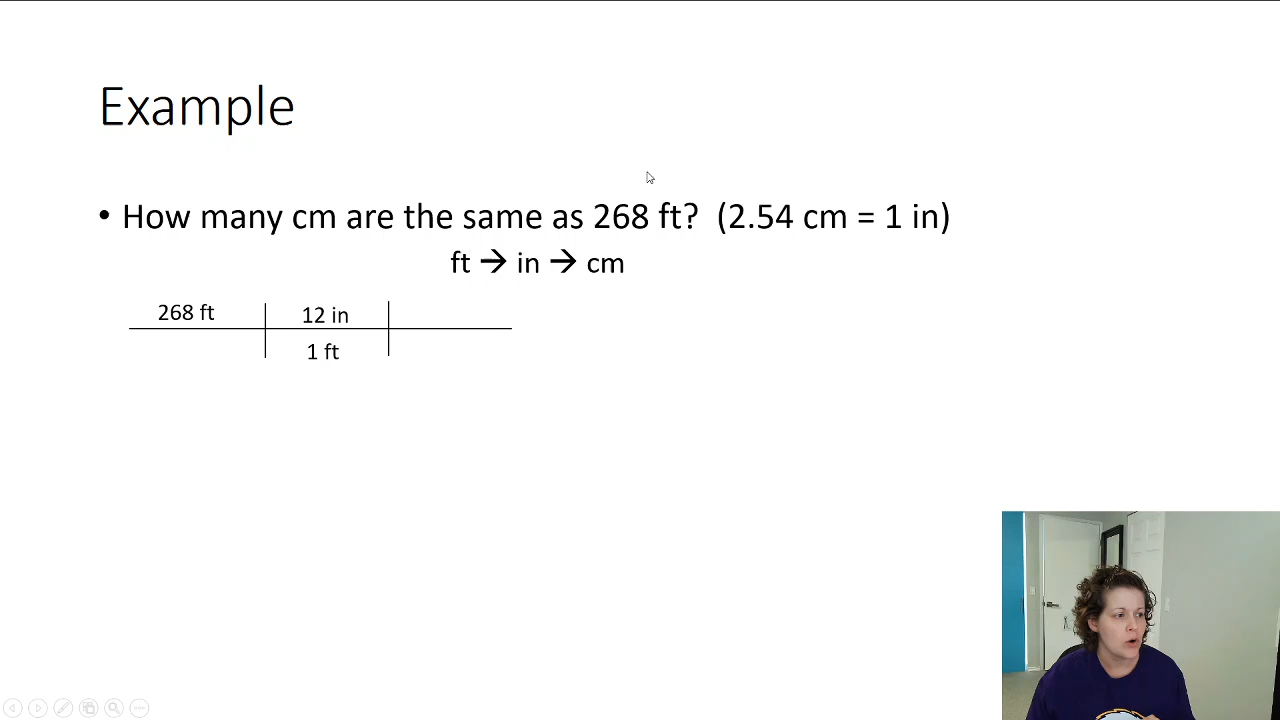 Example
• How many cm are the same as 268 ft? (2.54 cm = 1 in)
ft → in → cm
268 ft 12 in
1 ft